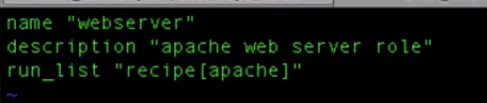 name "webserver"
description "apache web server role"
run_list "recipe[apache]"
~